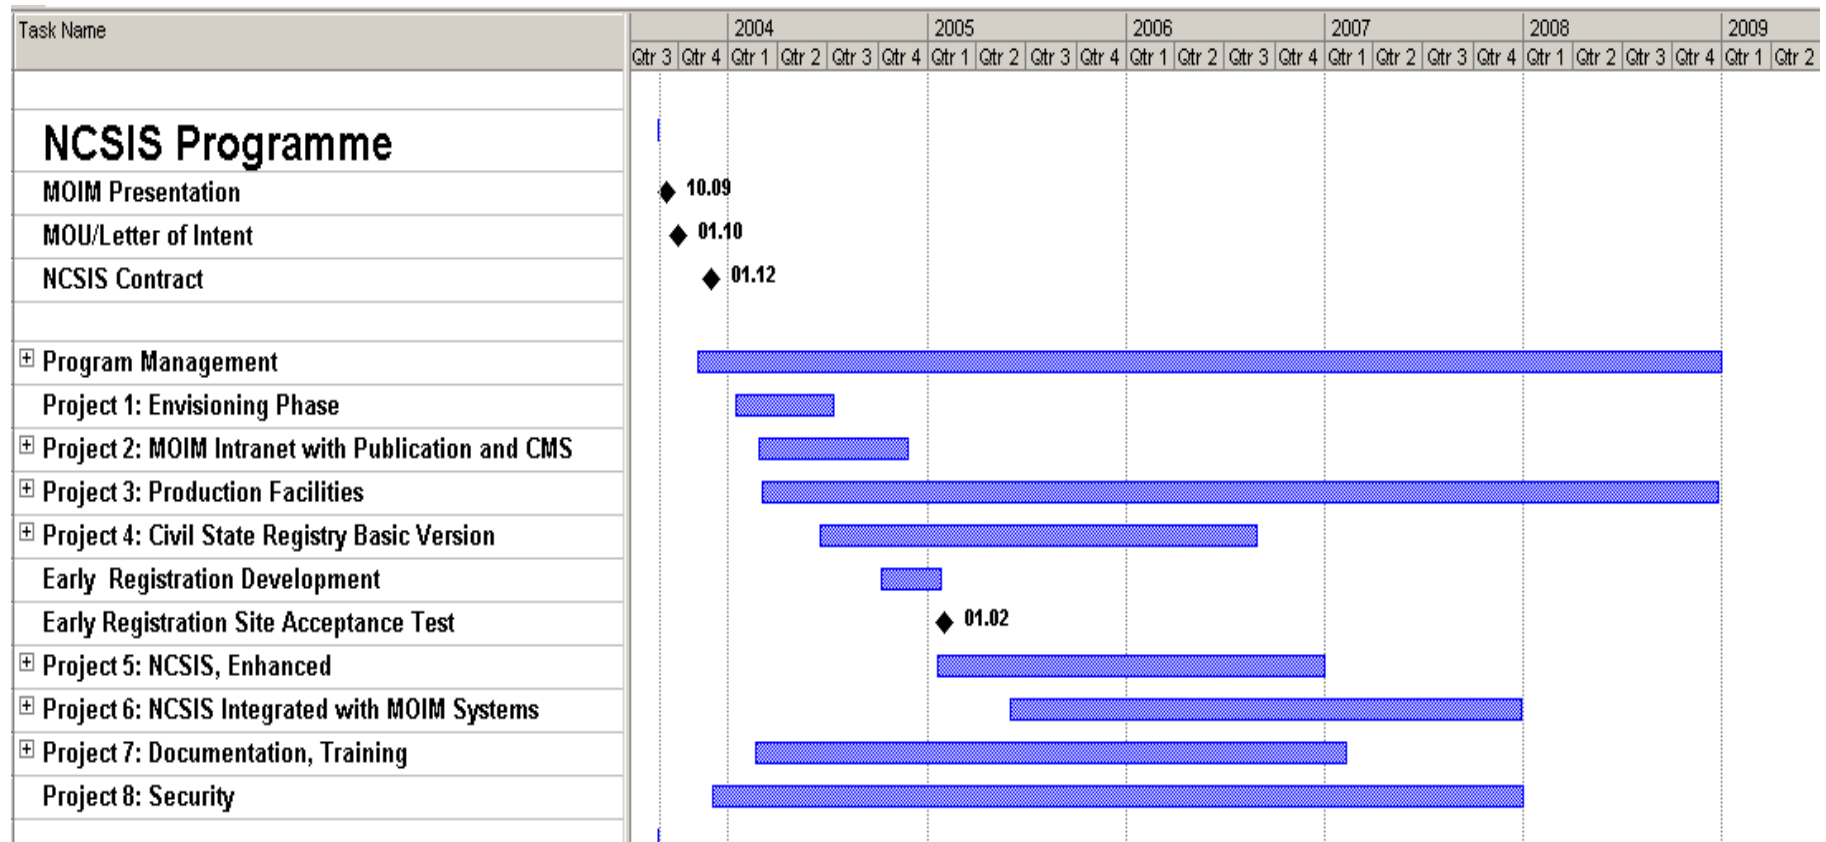 Task Name
2004 2005 2006 2007 2008 2009
Qtr 3 Qtr 4 Qtr 1 Qtr 2 Qtr 3 Qtr 4 Qtr 1 Qtr 2 Qtr 3 Qtr 4 Qtr 1 Qtr 2 Qtr 3 Qtr 4 Qtr 1 Qtr 2 Qtr 3 Qtr 4 Qtr 1 Qtr 2 Qtr 3 Qtr 4 Qtr 1 Qtr 2
NCSIS Programme
MOIM Presentation 10.09
MOU/Letter of Intent 01.10
NCSIS Contract 01.12
Program Management
Project 1: Envisioning Phase
Project 2: MOIM Intranet with Publication and CMS
Project 3: Production Facilities
Project 4: Civil State Registry Basic Version
Early Registration Development
Early Registration Site Acceptance Test 01.02
Project 5: NCSIS, Enhanced
Project 6: NCSIS Integrated with MOIM Systems
Project 7: Documentation, Training
Project 8: Security